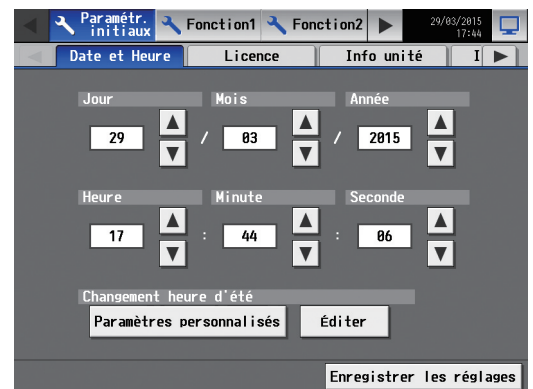 Paramétr. initiaux
Fonction1
Fonction2
29/03/2015
17:44
Date et Heure
Licence
Info unité
I
Jour
Mois
Année
29 / 03 / 2015
Heure
Minute
Seconde
17 : 44 : 06
Changement heure d'été
Paramètres personnalisés
Éditer
Enregistrer les réglages